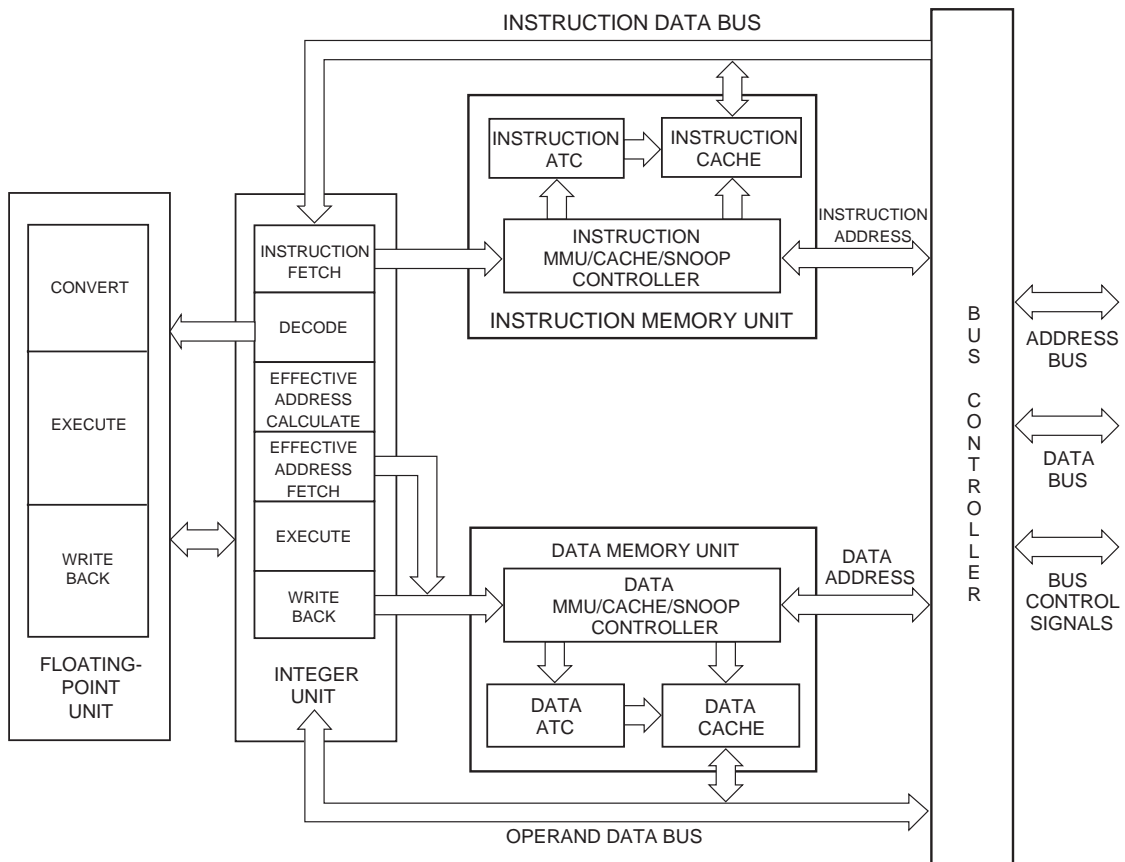 INSTRUCTION DATA BUS
INSTRUCTION
ATC
INSTRUCTION
CACHE
INSTRUCTION
MMU/CACHE/SNOOP
CONTROLLER
INSTRUCTION MEMORY UNIT
INSTRUCTION
ADDRESS
CONVERT
EXECUTE
WRITE
BACK
FLOATING-
POINT
UNIT
INSTRUCTION
FETCH
DECODE
EFFECTIVE
ADDRESS
CALCULATE
EFFECTIVE
ADDRESS
FETCH
EXECUTE
WRITE
BACK
INTEGER
UNIT
DATA MEMORY UNIT
DATA
MMU/CACHE/SNOOP
CONTROLLER
DATA
ATC
DATA
CACHE
DATA
ADDRESS
OPERAND DATA BUS
B
U
S
C
O
N
T
R
O
L
L
E
R
ADDRESS
BUS
DATA
BUS
BUS
CONTROL
SIGNALS